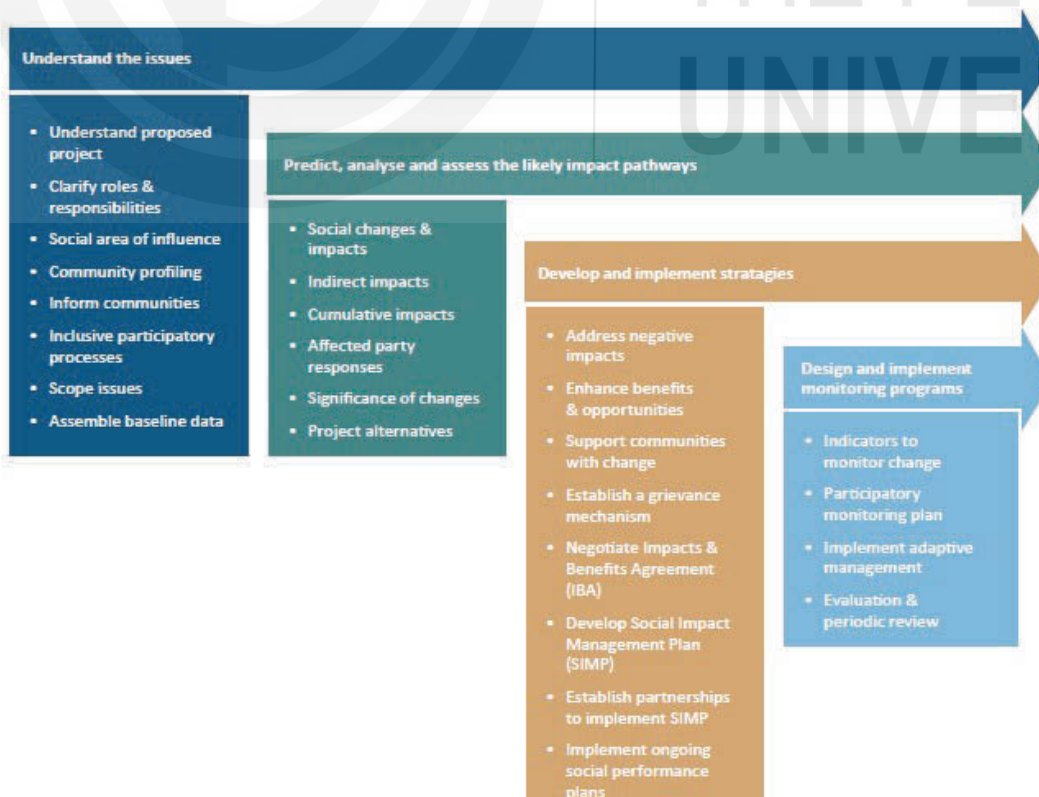 UNIVE
Understand the issues
• Understand proposed
project
• Clarify roles &
responsibilities
• Social area of influence
• Community profiling
• Inform communities
• Inclusive participatory
processes
• Scope issues
• Assemble baseline data
Predict, analyse and assess the likely impact pathways
• Social changes &
impacts
• Indirect impacts
• Cumulative impacts
• Affected party
responses
• Significance of changes
• Project alternatives
Develop and implement stratagies
• Address negative
impacts
• Enhance benefits
& opportunities
• Support communities
with change
• Establish a grievance
mechanism
• Negotiate Impacts &
Benefits Agreement
(IBA)
• Develop Social Impact
Management Plan
(SIMP)
• Establish partnerships
to implement SIMP
• Implement ongoing
social performance
plans
Design and implement
monitoring programs
• Indicators to
monitor change
• Participatory
monitoring plan
• Implement adaptive
management
• Evaluation &
periodic review